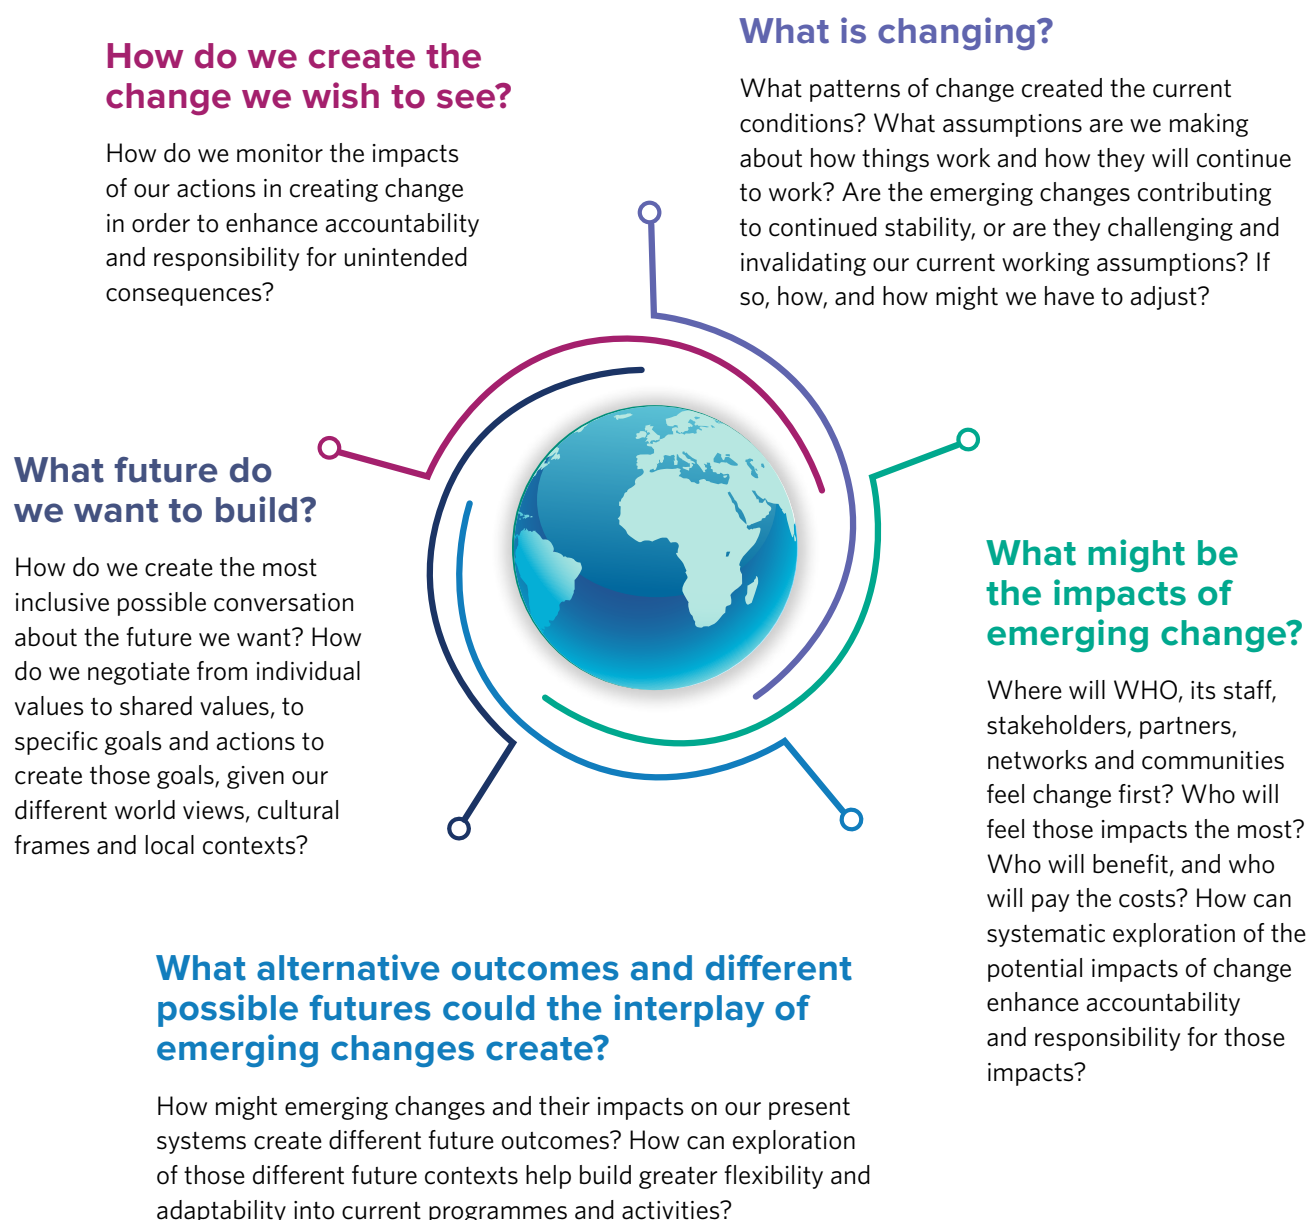 How do we create the
change we wish to see?
How do we monitor the impacts
of our actions in creating change
in order to enhance accountability
and responsibility for unintended
consequences?
What is changing?
What patterns of change created the current
conditions? What assumptions are we making
about how things work and how they will continue
to work? Are the emerging changes contributing
to continued stability, or are they challenging and
invalidating our current working assumptions? If
so, how, and how might we have to adjust?
What future do
we want to build?
How do we create the most
inclusive possible conversation
about the future we want? How
do we negotiate from individual
values to shared values, to
specific goals and actions to
create those goals, given our
different world views, cultural
frames and local contexts?
What might be
the impacts of
emerging change?
Where will WHO, its staff,
stakeholders, partners,
networks and communities
feel change first? Who will
feel those impacts the most?
Who will benefit, and who
will pay the costs? How can
systematic exploration of the
potential impacts of change
enhance accountability
and responsibility for those
impacts?
What alternative outcomes and different
possible futures could the interplay of
emerging changes create?
How might emerging changes and their impacts on our present
systems create different future outcomes? How can exploration
of those different future contexts help build greater flexibility and
adaptability into current programmes and activities?